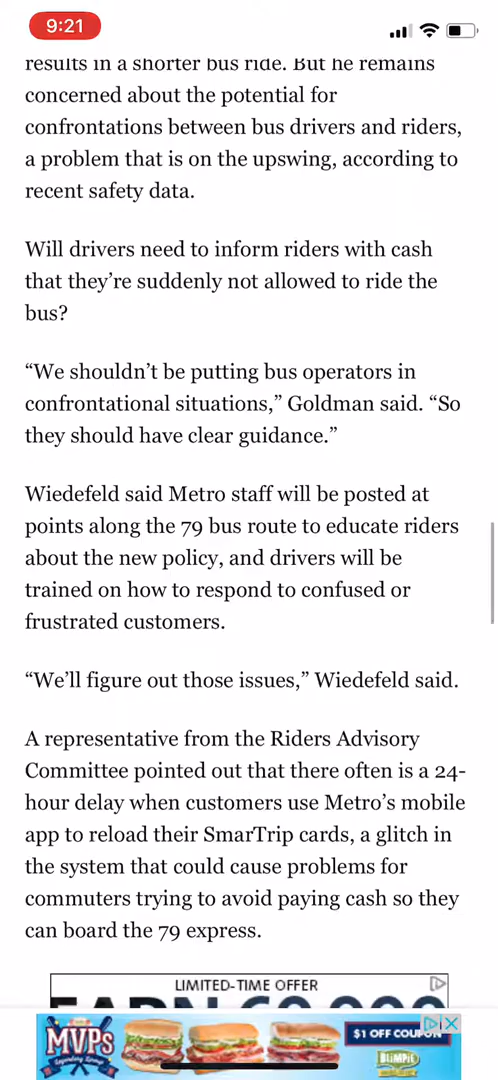 9:21
results in a shorter bus ride. But he remains
concerned about the potential for
confrontations between bus drivers and riders,
a problem that is on the upswing, according to
recent safety data.
Will drivers need to inform riders with cash
that they’re suddenly not allowed to ride the
bus?
“We shouldn’t be putting bus operators in
confrontational situations,” Goldman said. “So
they should have clear guidance.”
Wiedefeld said Metro staff will be posted at
points along the 79 bus route to educate riders
about the new policy, and drivers will be
trained on how to respond to confused or
frustrated customers.
“We’ll figure out those issues,” Wiedefeld said.
A representative from the Riders Advisory
Committee pointed out that there often is a 24-
hour delay when customers use Metro’s mobile
app to reload their SmarTrip cards, a glitch in
the system that could cause problems for
commuters trying to avoid paying cash so they
can board the 79 express.
LIMITED-TIME OFFER
MVPs
$1 OFF COUPON
BLIMPIE